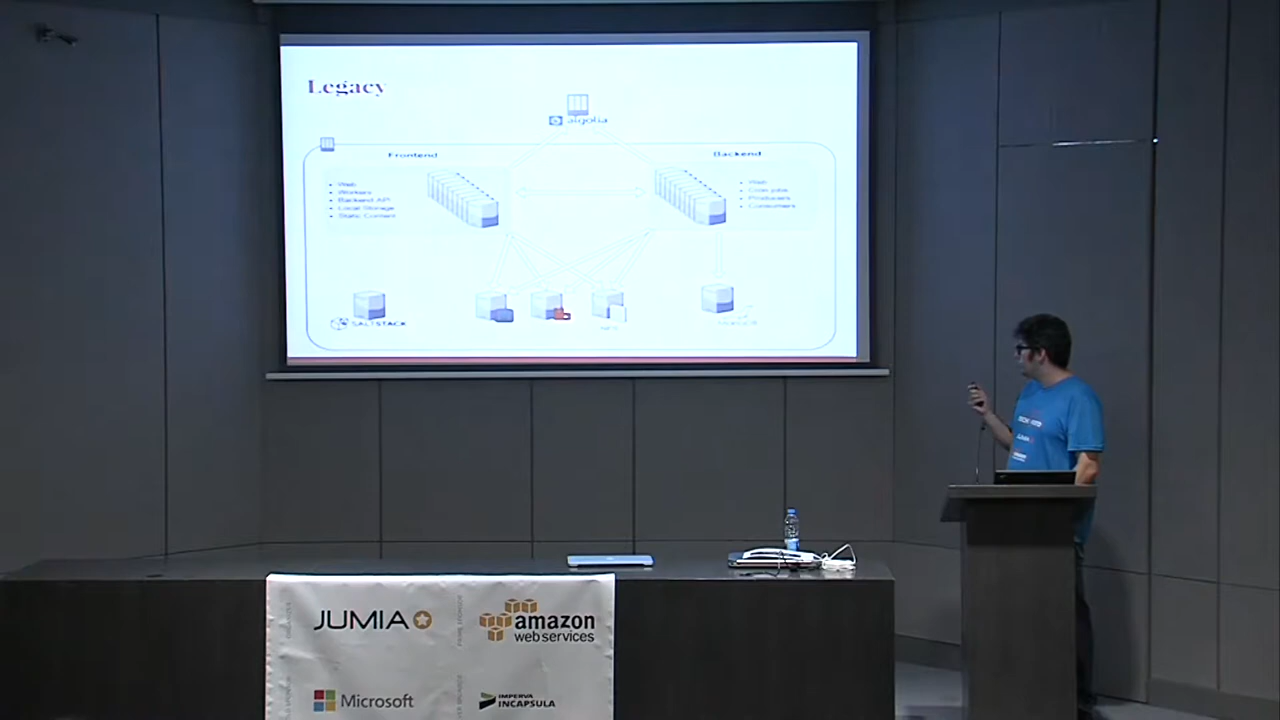 Legacy
algolia
Frontend
Backend
Web
Workers
Backend API
Local Storage
Static Content
Web
Cron jobs
Producers
Consumers
SALTSTACK
JUMIA
amazon
web services
Microsoft
IMPERVA
INCAPSULA
JUMIA